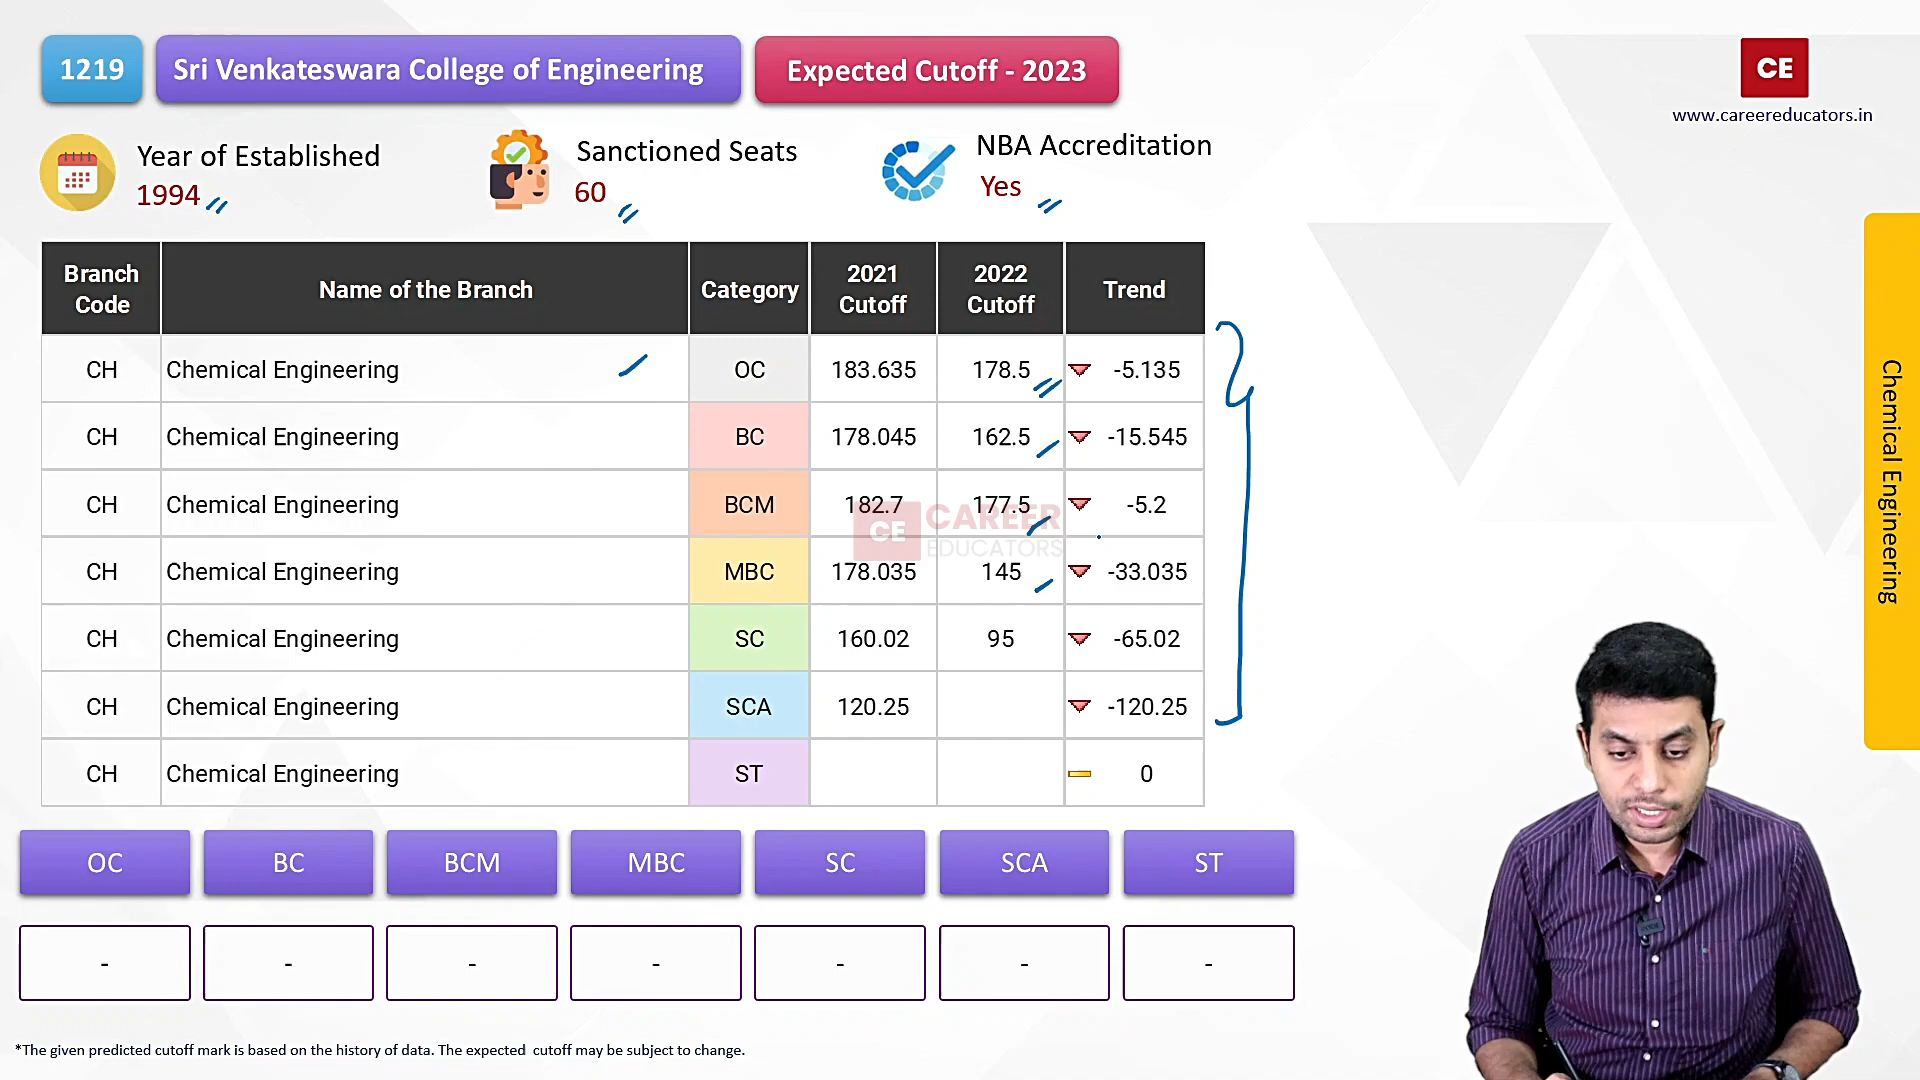 1219
Sri Venkateswara College of Engineering
Expected Cutoff - 2023
CE
www.careereducators.in
Year of Established
1994
Sanctioned Seats
60
NBA Accreditation
Yes
Branch Code Name of the Branch Category 2021 Cutoff 2022 Cutoff Trend
CH Chemical Engineering OC 183.635 178.5 -5.135
CH Chemical Engineering BC 178.045 162.5 -15.545
CH Chemical Engineering BCM 182.7 177.5 -5.2
CH Chemical Engineering MBC 178.035 145 -33.035
CH Chemical Engineering SC 160.02 95 -65.02
CH Chemical Engineering SCA 120.25 -120.25
CH Chemical Engineering ST 0
CE CAREER
EDUCATORS
Chemical Engineering
OC BC BCM MBC SC SCA ST
- - - - - - -
*The given predicted cutoff mark is based on the history of data. The expected cutoff may be subject to change.